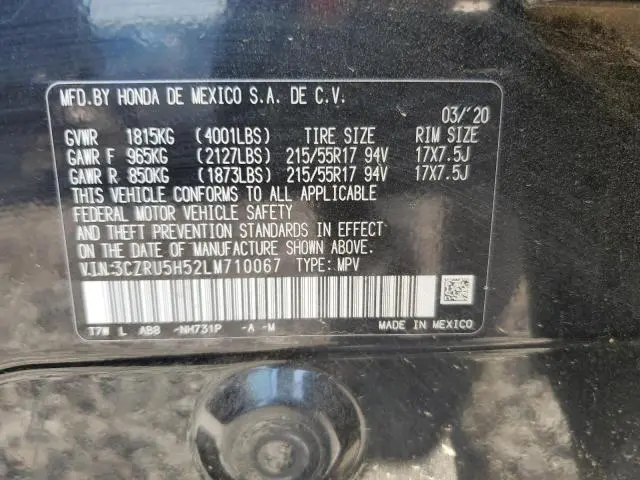 MFD.BY HONDA DE MEXICO S.A. DE C.V.
03/'20
GVWR 1815KG (4001LBS) TIRE SIZE RIM SIZE
GAWR F 965KG (2127LBS) 215/55R17 94V 17X7.5J
GAWR R 850KG (1873LBS) 215/55R17 94V 17X7.5J
THIS VEHICLE CONFORMS TO ALL APPLICABLE
FEDERAL MOTOR VEHICLE SAFETY
AND THEFT PREVENTION STANDARDS IN EFFECT
ON THE DATE OF MANUFACTURE SHOWN ABOVE.
V.I.N.:3CZRU5H52LM710067 TYPE: MPV
T7W L AB8 -NH731P -A -M
MADE IN MEXICO